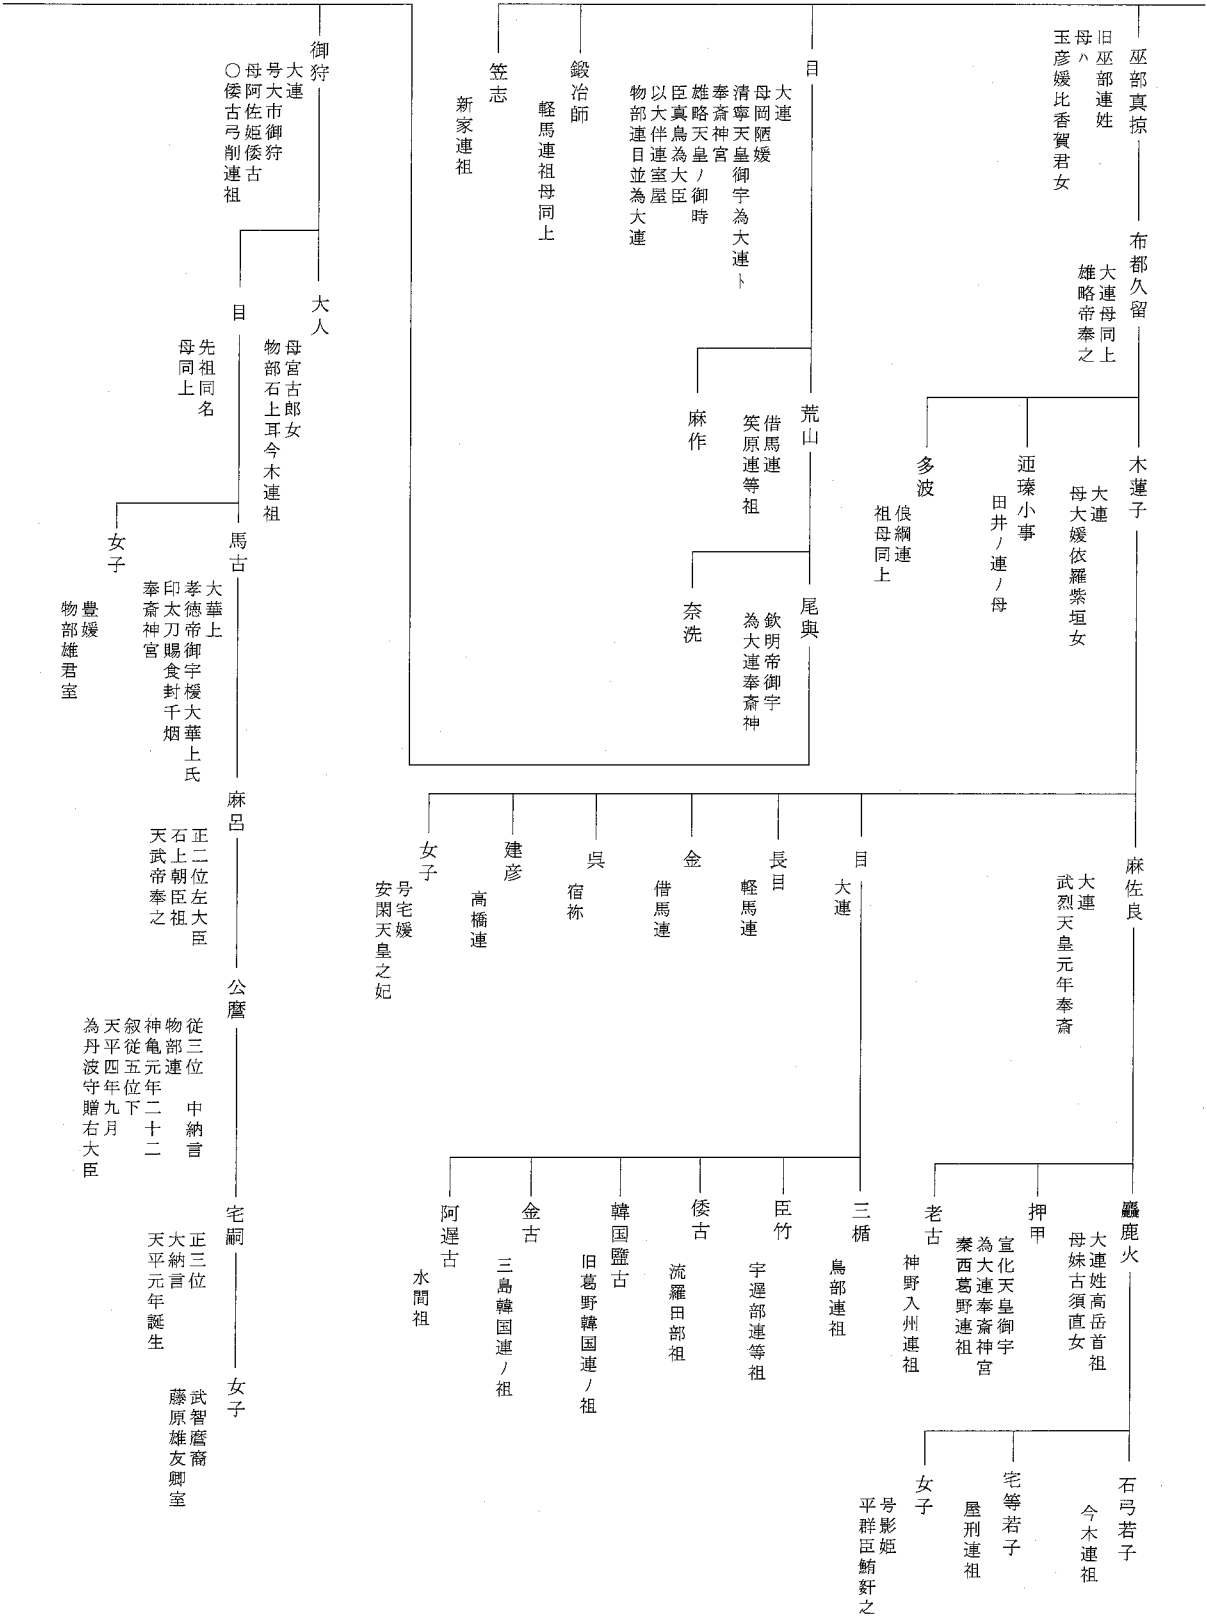 巫部真掠
旧巫部連姓
母ハ
玉彦媛比香賀君女
布都久留
大連母同上
雄略帝奉之
木蓮子
大連
母大媛依羅紫垣女
迊瑧小事
田井ノ連ノ母
多波
俍綱連
祖母同上
麻佐良
大連
武烈天皇元年奉斎
麤鹿火
大連姓高岳首祖
母妹古須直女
石弓若子
今木連祖
宅等若子
屋刑連祖
女子
号影姫
平群臣鮪姧之
押甲
宣化天皇御宇
為大連奉斎神宮
秦西葛野連祖
老古
神野入州連祖
目
大連
三楯
鳥部連祖
臣竹
宇遅部連等祖
倭古
流羅田部祖
韓国鹽古
旧葛野韓国連ノ祖
金古
三島韓国連ノ祖
阿遅古
水間祖
長目
軽馬連
金
借馬連
呉
宿祢
建彦
高橋連
女子
号宅媛
安閑天皇之妃
目
大連
母岡陋媛
清寧天皇御宇為大連ト
奉斎神宮
雄略天皇ノ御時
臣真鳥為大臣
以大伴連室屋
物部連目並為大連
荒山
借馬連
笶原連等祖
麻作
尾輿
欽明帝御宇
為大連奉斎神
奈洗
鍛冶師
軽馬連祖母同上
笠志
新家連祖
御狩
大連
号大市御狩
母阿佐姫倭古
〇倭古弓削連祖
大人
母宮古郎女
物部石上耳今木連祖
目
先祖同名
母同上
馬古
大華上
孝徳帝御宇椶大華上氏
印太刀賜食封千烟
奉斎神宮
女子
豊媛
物部雄君室
麻呂
正二位左大臣
石上朝臣祖
天武帝奉之
公麿
従三位 中納言
物部連
神亀元年二十二
叙従五位下
天平四年九月
為丹波守贈右大臣
宅嗣
正三位
大納言
天平元年誕生
女子
武智麿裔
藤原雄友卿室